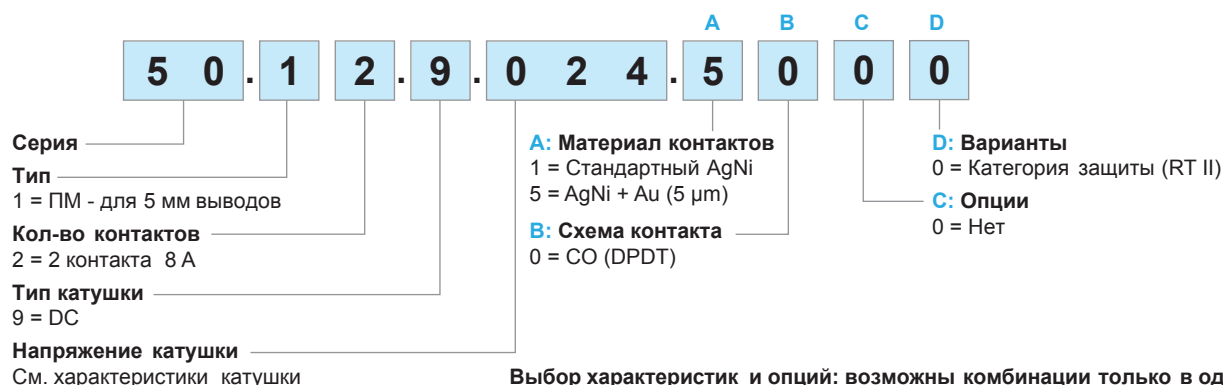 A B C D
5 0 . 1 2 . 9 . 0 2 4 . 5 0 0 0
Серия
Тип
1 = ПМ - для 5 мм выводов
Кол-во контактов
2 = 2 контакта 8 A
Тип катушки
9 = DC
Напряжение катушки
См. характеристики катушки
A: Материал контактов
1 = Стандартный AgNi
5 = AgNi + Au (5 µm)
B: Схема контакта
0 = CO (DPDT)
D: Варианты
0 = Категория защиты (RT II)
C: Опции
0 = Нет
Выбор характеристик и опций: возможны комбинации только в од